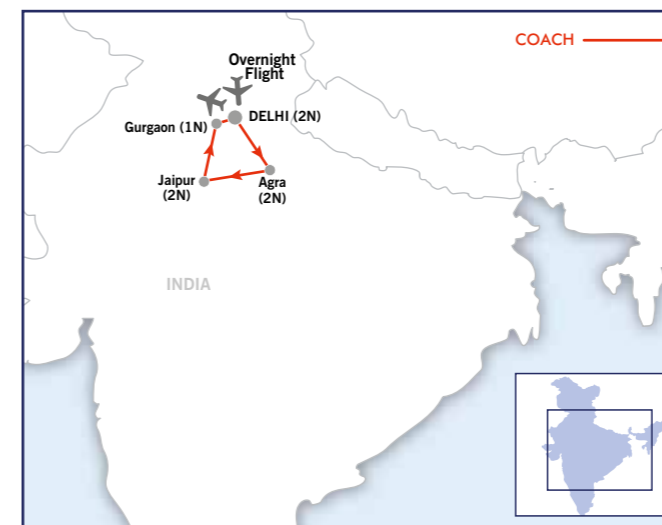 COACH
Overnight
Flight
DELHI (2N)
Gurgaon (1N)
Jaipur
(2N)
Agra
(2N)
INDIA